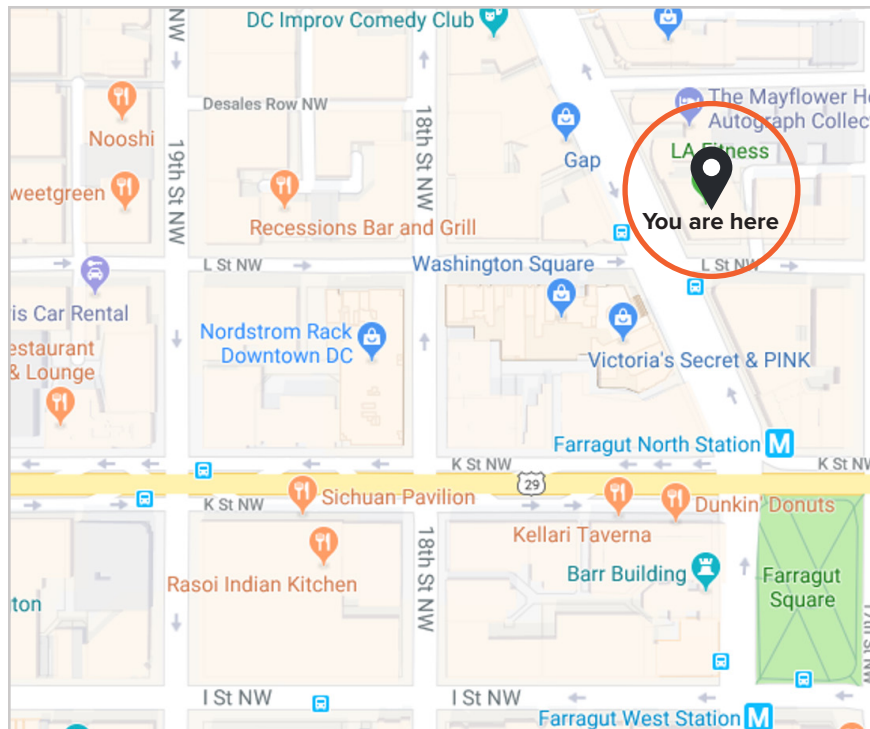 NW
DC Improv Comedy Club
Desales Row NW
Nooshi
18th St NW
19th St NW
The Mayflower Ho
Autograph Collect
Gap
LA Fitness
You are here
weetgreen
Recessions Bar and Grill
L St NW
Washington Square
L St NW
is Car Rental
estaurant
& Lounge
Nordstrom Rack
Downtown DC
Victoria's Secret & PINK
Farragut North Station M
K St NW
K St NW
29
K St NW
Sichuan Pavilion
Dunkin' Donuts
Kellari Taverna
18th St NW
Rasoi Indian Kitchen
Barr Building
Farragut
Square
ton
17th St NW
I St NW
I St NW
Farragut West Station M